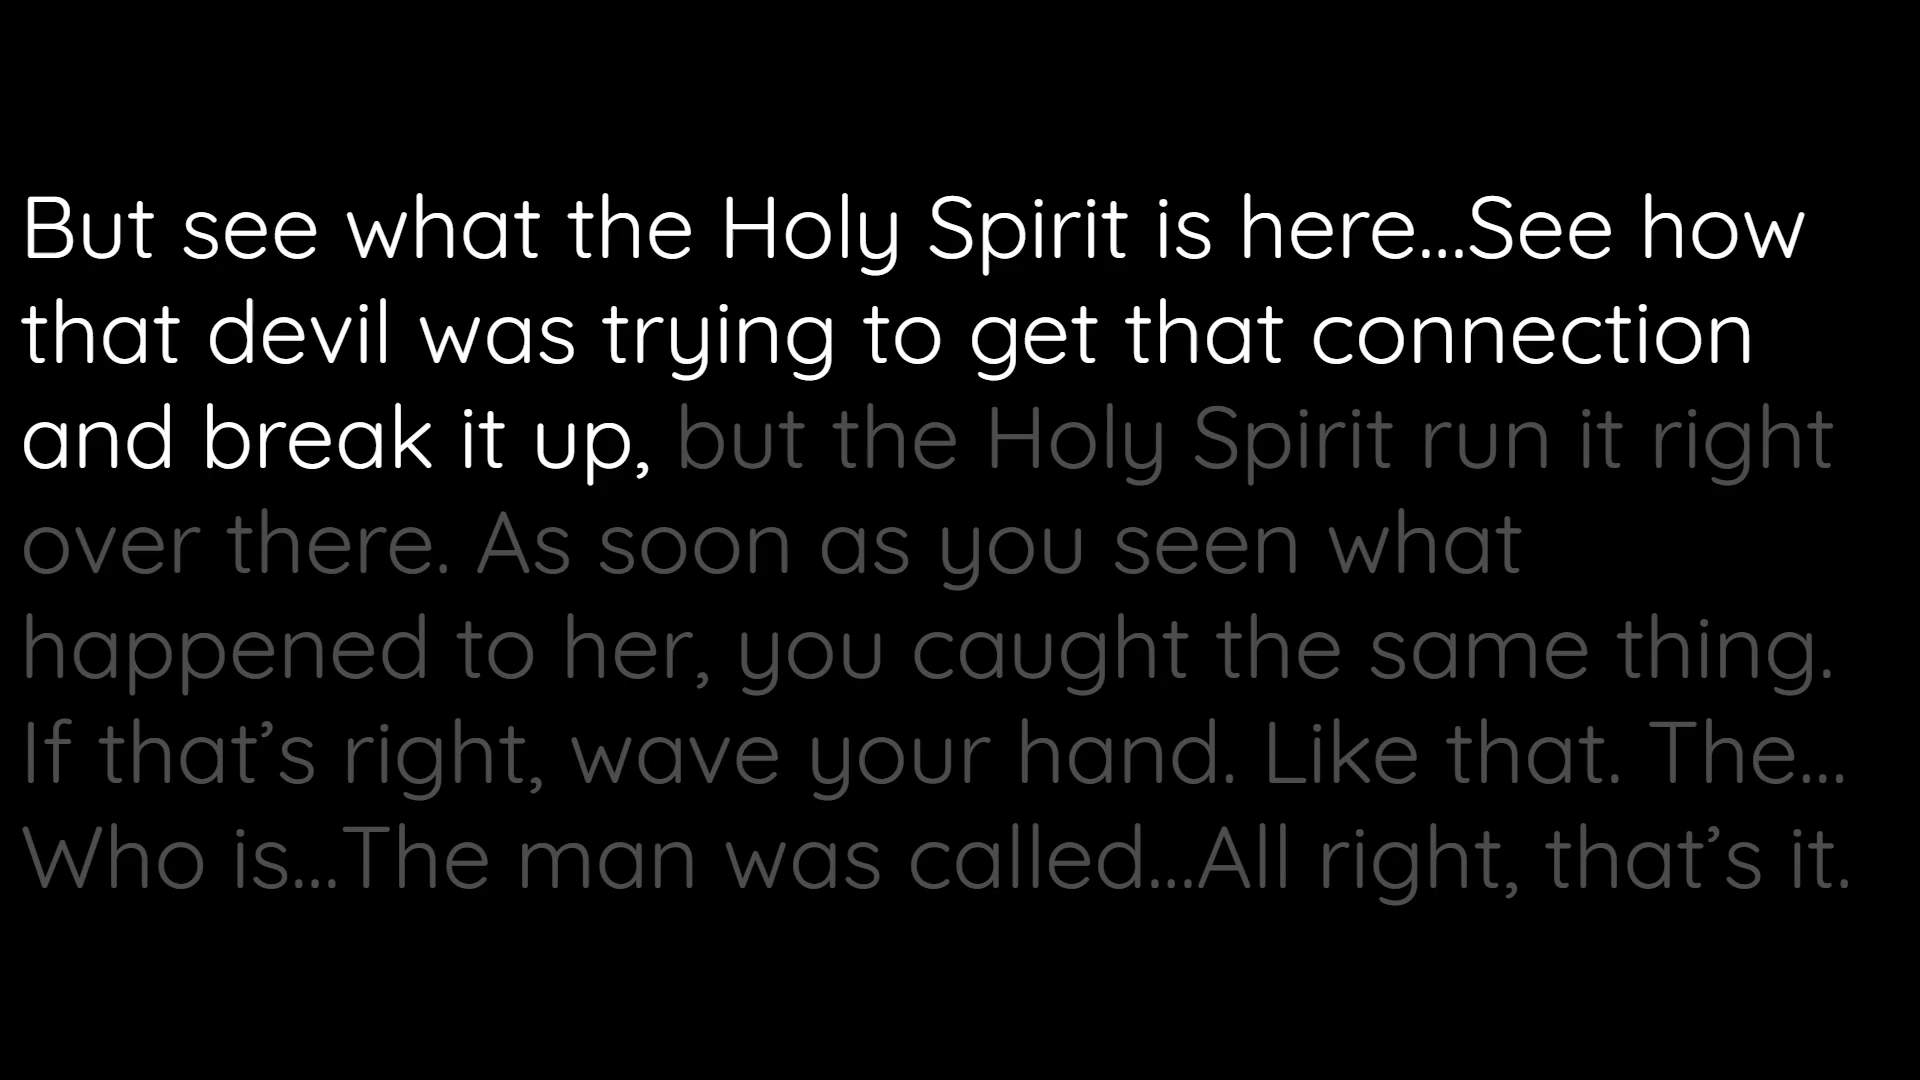 But see what the Holy Spirit is here...See how
that devil was trying to get that connection
and break it up, but the Holy Spirit run it right
over there. As soon as you seen what
happened to her, you caught the same thing.
If that’s right, wave your hand. Like that. The...
Who is...The man was called...All right, that’s it.